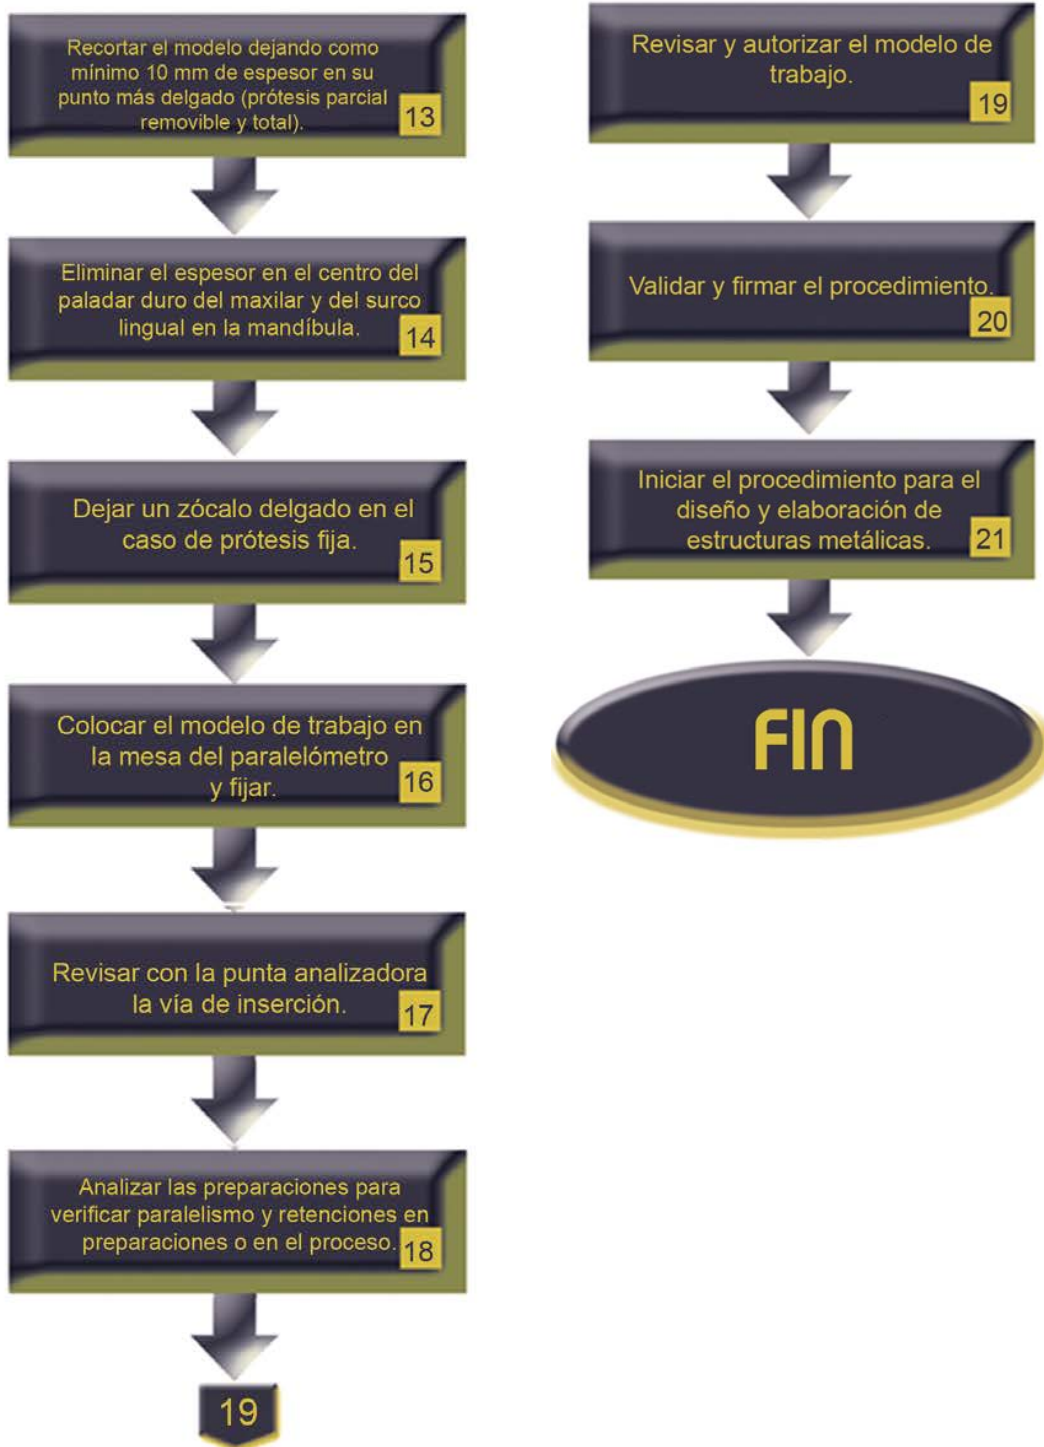 Recortar el modelo dejando como
mínimo 10 mm de espesor en su
punto más delgado (prótesis parcial
removible y total).
13
Eliminar el espesor en el centro del
paladar duro del maxilar y del surco
lingual en la mandíbula.
14
Dejar un zócalo delgado en el
caso de prótesis fija.
15
Colocar el modelo de trabajo en
la mesa del paralelómetro
y fijar.
16
Revisar con la punta analizadora
la vía de inserción.
17
Analizar las preparaciones para
verificar paralelismo y retenciones en
preparaciones o en el proceso.
18
19
Revisar y autorizar el modelo de
trabajo.
19
Validar y firmar el procedimiento.
20
Iniciar el procedimiento para el
diseño y elaboración de
estructuras metálicas.
21
FIN